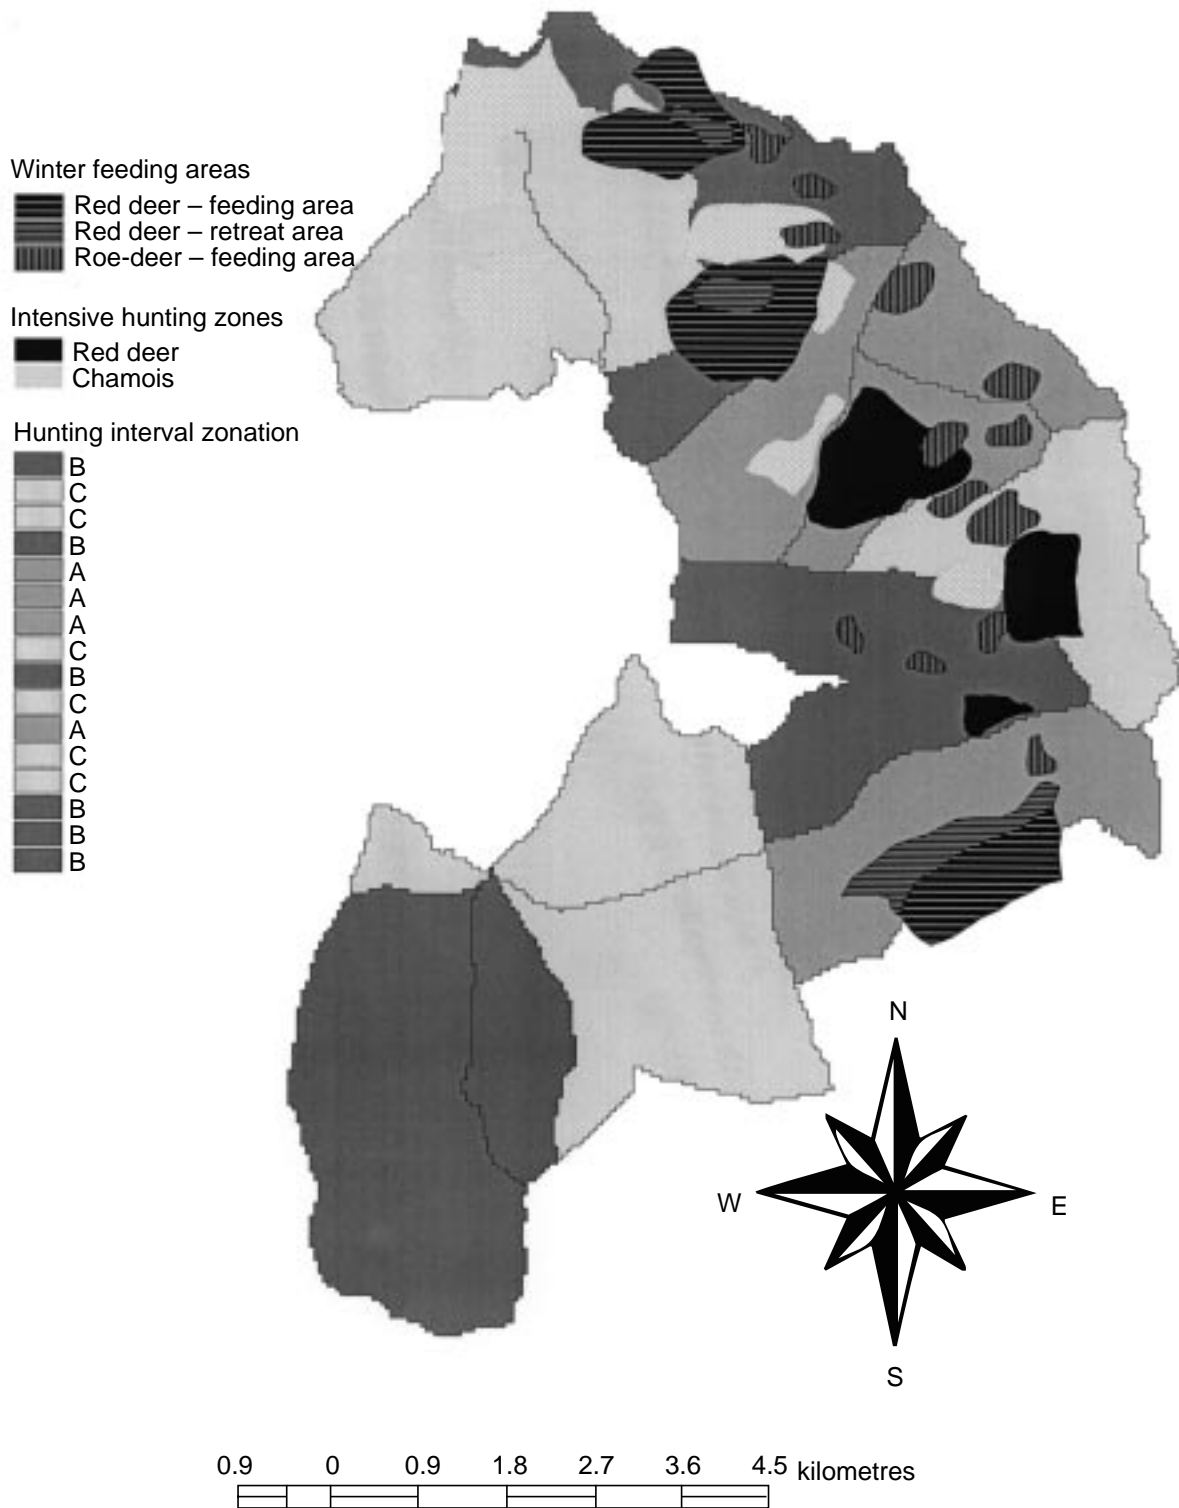 Winter feeding areas
Red deer – feeding area
Red deer – retreat area
Roe-deer – feeding area
Intensive hunting zones
Red deer
Chamois
Hunting interval zonation
B
C
C
B
A
A
A
C
B
C
A
C
C
B
B
B
N
W
E
S
0.9 0 0.9 1.8 2.7 3.6 4.5 kilometres